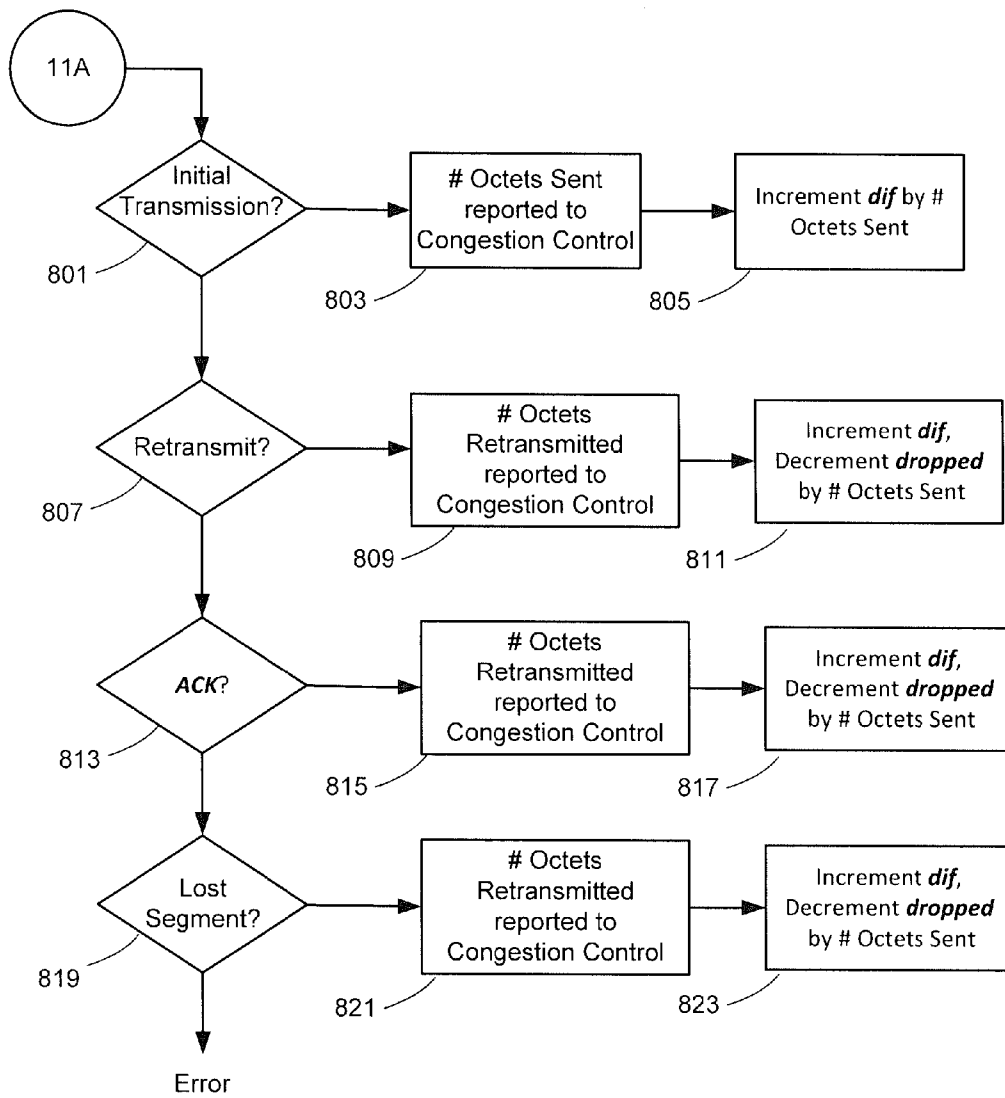 11A
Initial
Transmission?
801
# Octets Sent
reported to
Congestion Control
803
Increment dif by #
Octets Sent
805
Retransmit?
807
# Octets
Retransmitted
reported to
Congestion Control
809
Increment dif,
Decrement dropped
by # Octets Sent
811
ACK?
813
# Octets
Retransmitted
reported to
Congestion Control
815
Increment dif,
Decrement dropped
by # Octets Sent
817
Lost
Segment?
819
# Octets
Retransmitted
reported to
Congestion Control
821
Increment dif,
Decrement dropped
by # Octets Sent
823
Error